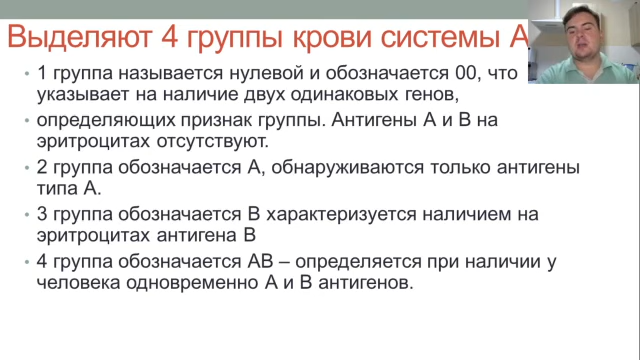 Выделяют 4 группы крови системы А
1 группа называется нулевой и обозначается 00, что
указывает на наличие двух одинаковых генов,
определяющих признак группы. Антигены А и В на
эритроцитах отсутствуют.
2 группа обозначается А, обнаруживаются только антигены
типа А.
3 группа обозначается В характеризуется наличием на
эритроцитах антигена В
4 группа обозначается АВ – определяется при наличии у
человека одновременно А и В антигенов.